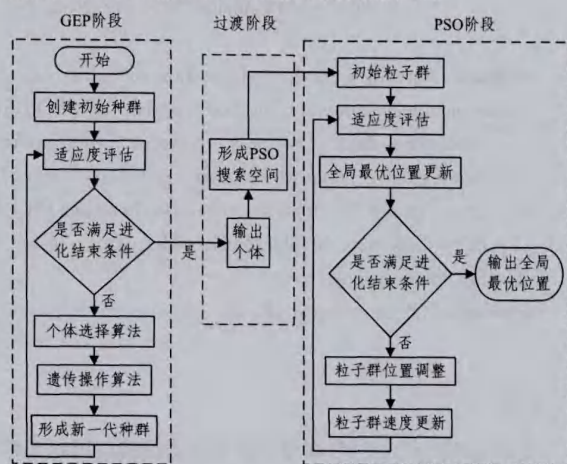 GEP阶段
开始
创建初始种群
适应度评估
是否满足进
化结束条件
是
否
个体选择算法
遗传操作算法
形成新一代种群
过渡阶段
形成PSO
搜索空间
输出
个体
PSO阶段
初始粒子群
适应度评估
全局最优位置更新
是否满足进
化结束条件
是
输出全局
最优位置
否
粒子群位置调整
粒子群速度更新